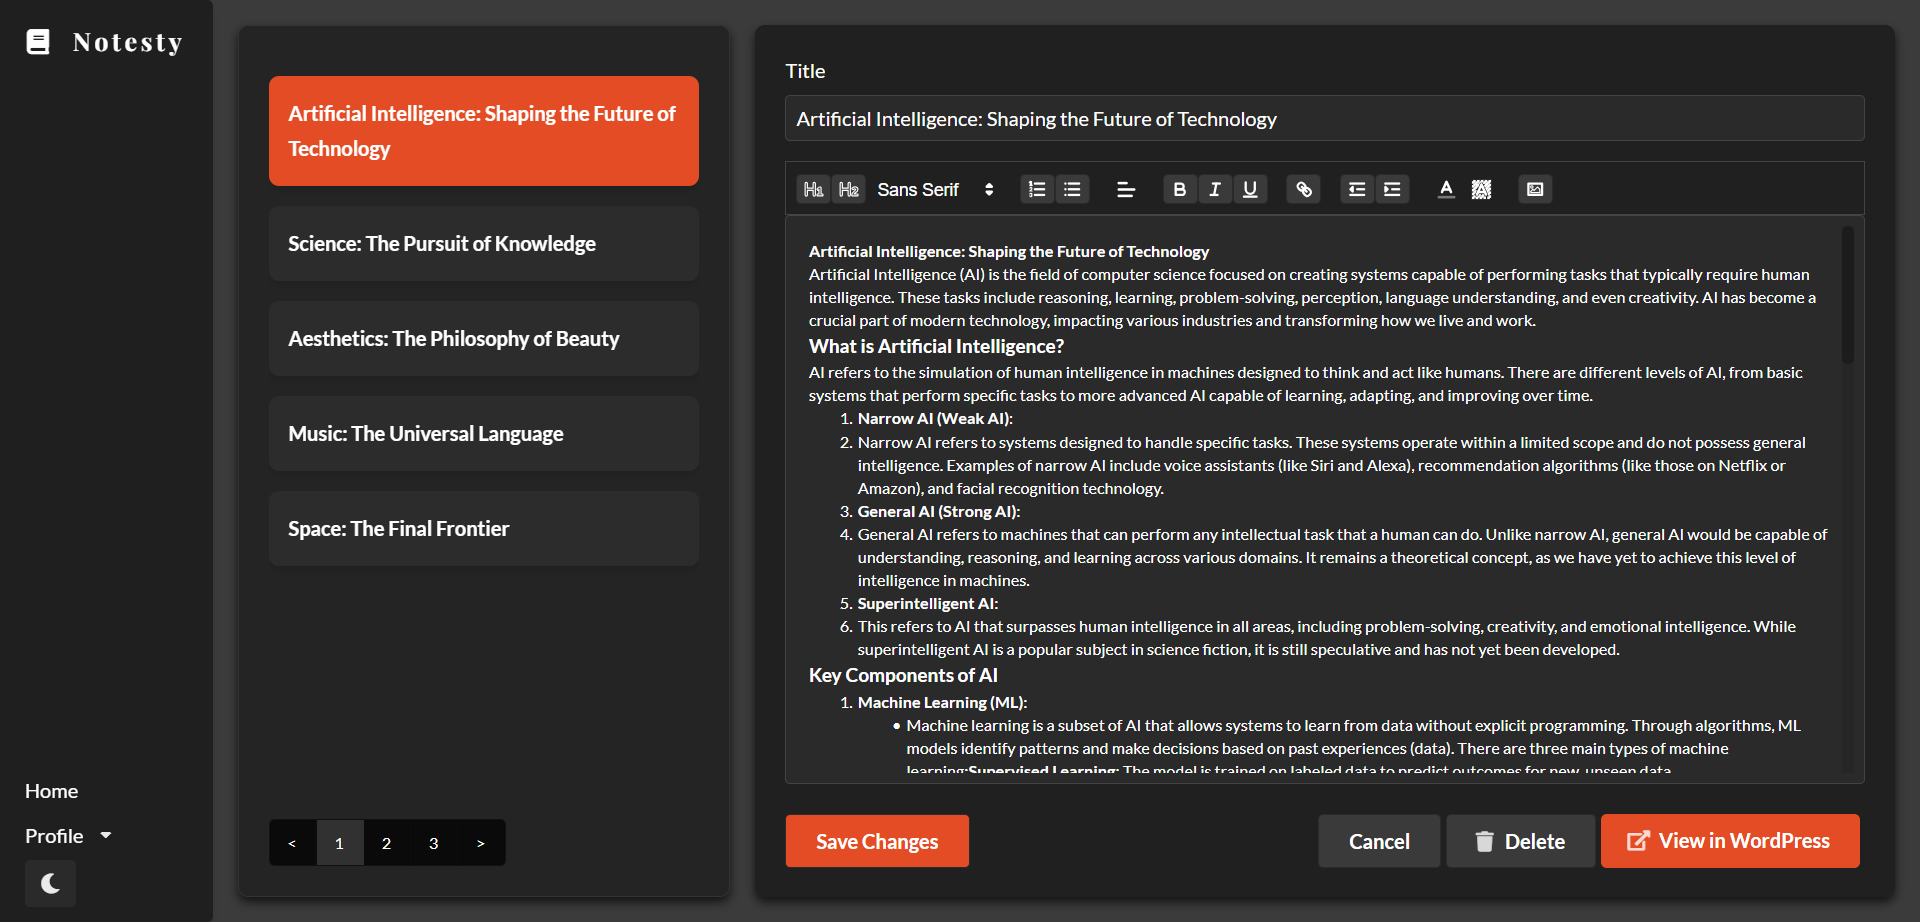 Notesty
Home
Profile
Artificial Intelligence: Shaping the Future of
Technology
Science: The Pursuit of Knowledge
Aesthetics: The Philosophy of Beauty
Music: The Universal Language
Space: The Final Frontier
< 1 2 3 >
Title
Artificial Intelligence: Shaping the Future of Technology
H1 H2 Sans Serif B I U A A
Artificial Intelligence: Shaping the Future of Technology
Artificial Intelligence (AI) is the field of computer science focused on creating systems capable of performing tasks that typically require human
intelligence. These tasks include reasoning, learning, problem-solving, perception, language understanding, and even creativity. AI has become a
crucial part of modern technology, impacting various industries and transforming how we live and work.
What is Artificial Intelligence?
AI refers to the simulation of human intelligence in machines designed to think and act like humans. There are different levels of AI, from basic
systems that perform specific tasks to more advanced AI capable of learning, adapting, and improving over time.
1. Narrow AI (Weak AI):
2. Narrow AI refers to systems designed to handle specific tasks. These systems operate within a limited scope and do not possess general
intelligence. Examples of narrow AI include voice assistants (like Siri and Alexa), recommendation algorithms (like those on Netflix or
Amazon), and facial recognition technology.
3. General AI (Strong AI):
4. General AI refers to machines that can perform any intellectual task that a human can do. Unlike narrow AI, general AI would be capable of
understanding, reasoning, and learning across various domains. It remains a theoretical concept, as we have yet to achieve this level of
intelligence in machines.
5. Superintelligent AI:
6. This refers to AI that surpasses human intelligence in all areas, including problem-solving, creativity, and emotional intelligence. While
superintelligent AI is a popular subject in science fiction, it is still speculative and has not yet been developed.
Key Components of AI
1. Machine Learning (ML):
• Machine learning is a subset of AI that allows systems to learn from data without explicit programming. Through algorithms, ML
models identify patterns and make decisions based on past experiences (data). There are three main types of machine
learning:Supervised Learning: The model is trained on labeled data to predict outcomes for new, unseen data.
Save Changes
Cancel
Delete
View in WordPress